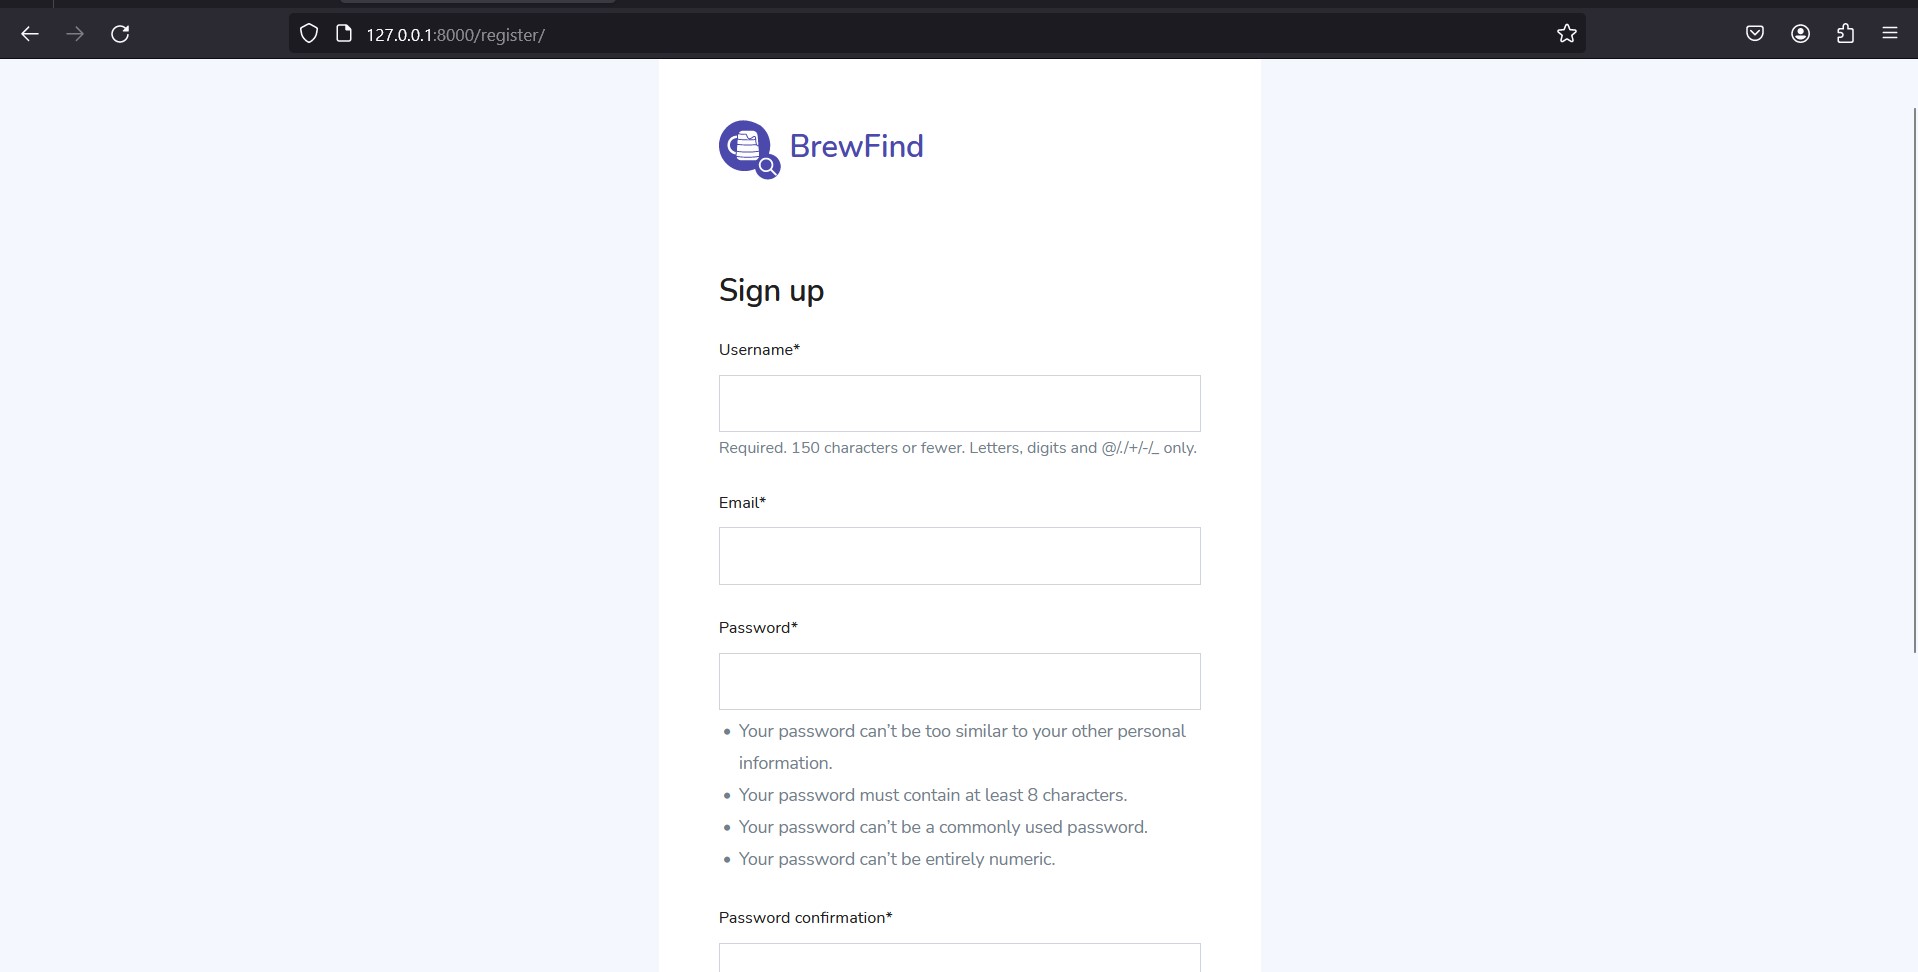 127.0.0.1:8000/register/
BrewFind
Sign up
Username*
Required. 150 characters or fewer. Letters, digits and @/./+/-/_ only.
Email*
Password*
• Your password can’t be too similar to your other personal
information.
• Your password must contain at least 8 characters.
• Your password can’t be a commonly used password.
• Your password can’t be entirely numeric.
Password confirmation*